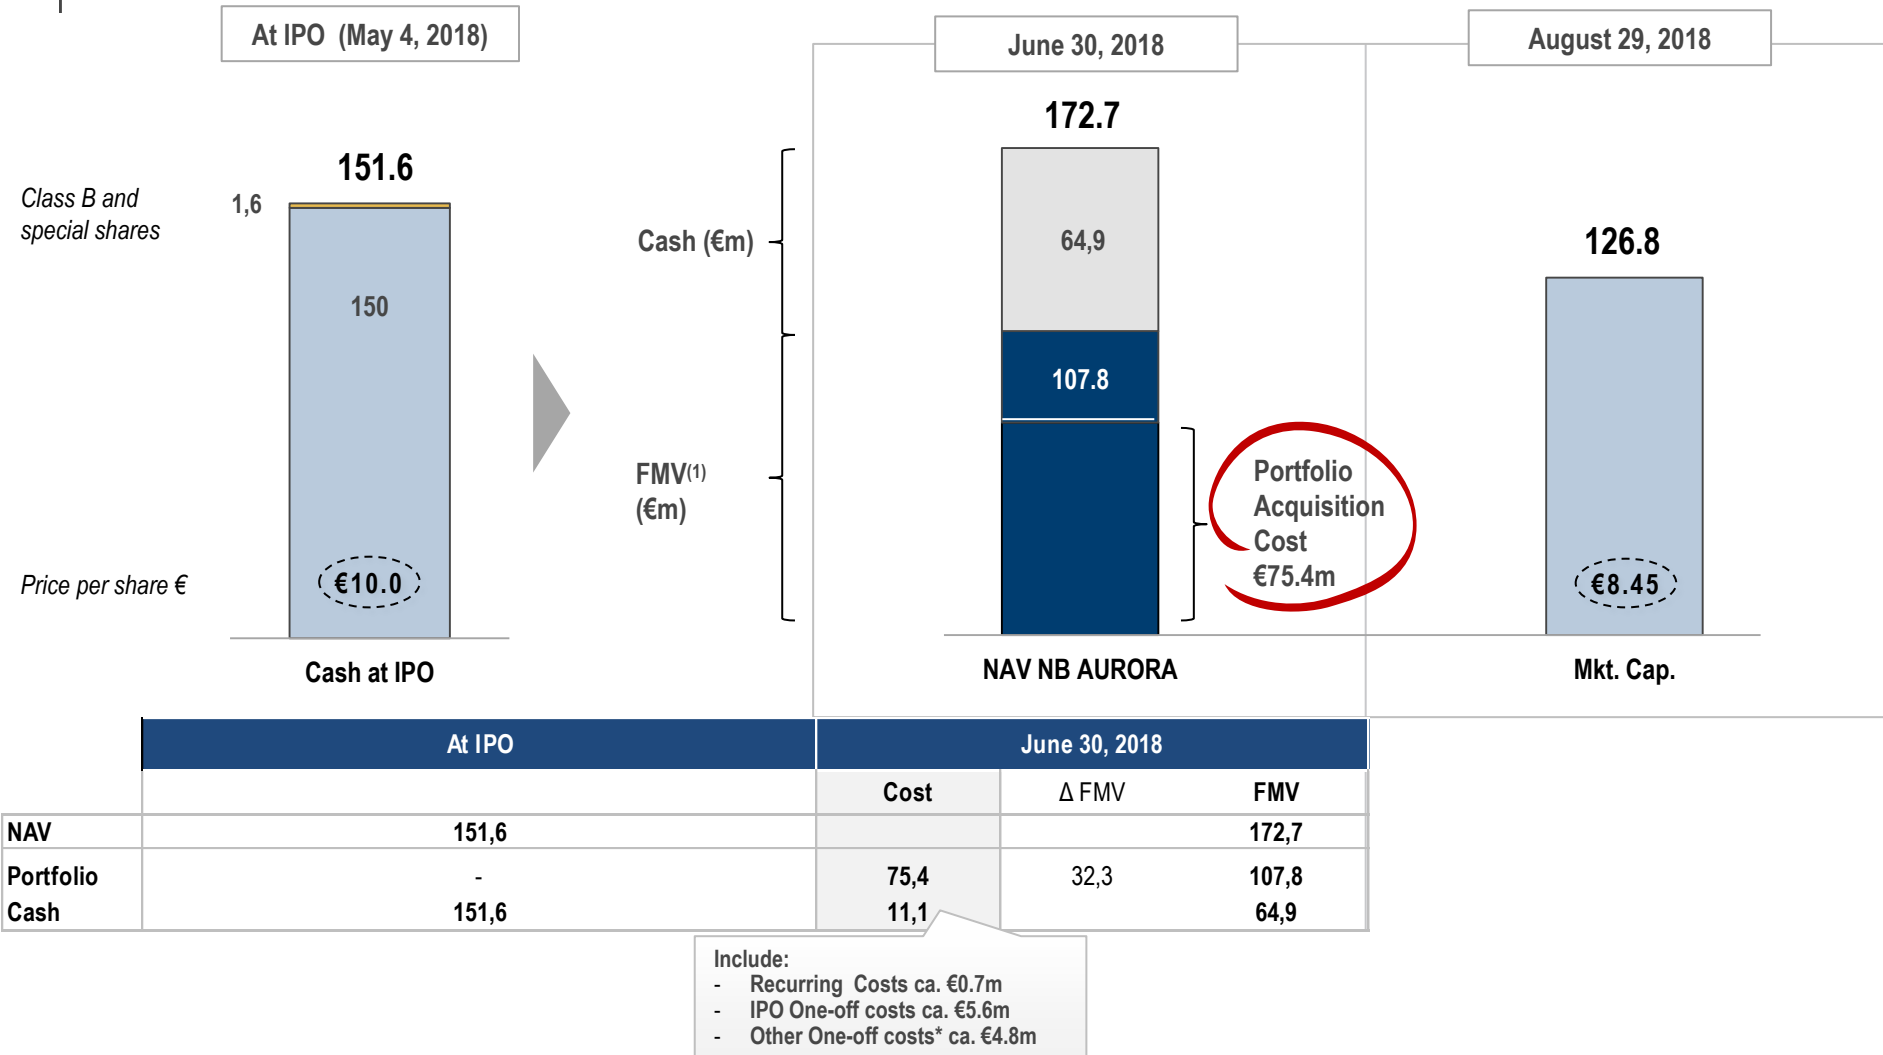 At IPO (May 4, 2018)
June 30, 2018
August 29, 2018
151.6
172.7
126.8
Class B and
special shares
1,6
150
Cash (€m)
64,9
107.8
FMV(1)
(€m)
Portfolio
Acquisition
Cost
€75.4m
Price per share €
€10.0
€8.45
Cash at IPO
NAV NB AURORA
Mkt. Cap.
At IPO June 30, 2018
Cost Δ FMV FMV
NAV 151,6 172,7
Portfolio - 75,4 32,3 107,8
Cash 151,6 11,1 64,9
Include:
- Recurring Costs ca. €0.7m
- IPO One-off costs ca. €5.6m
- Other One-off costs* ca. €4.8m